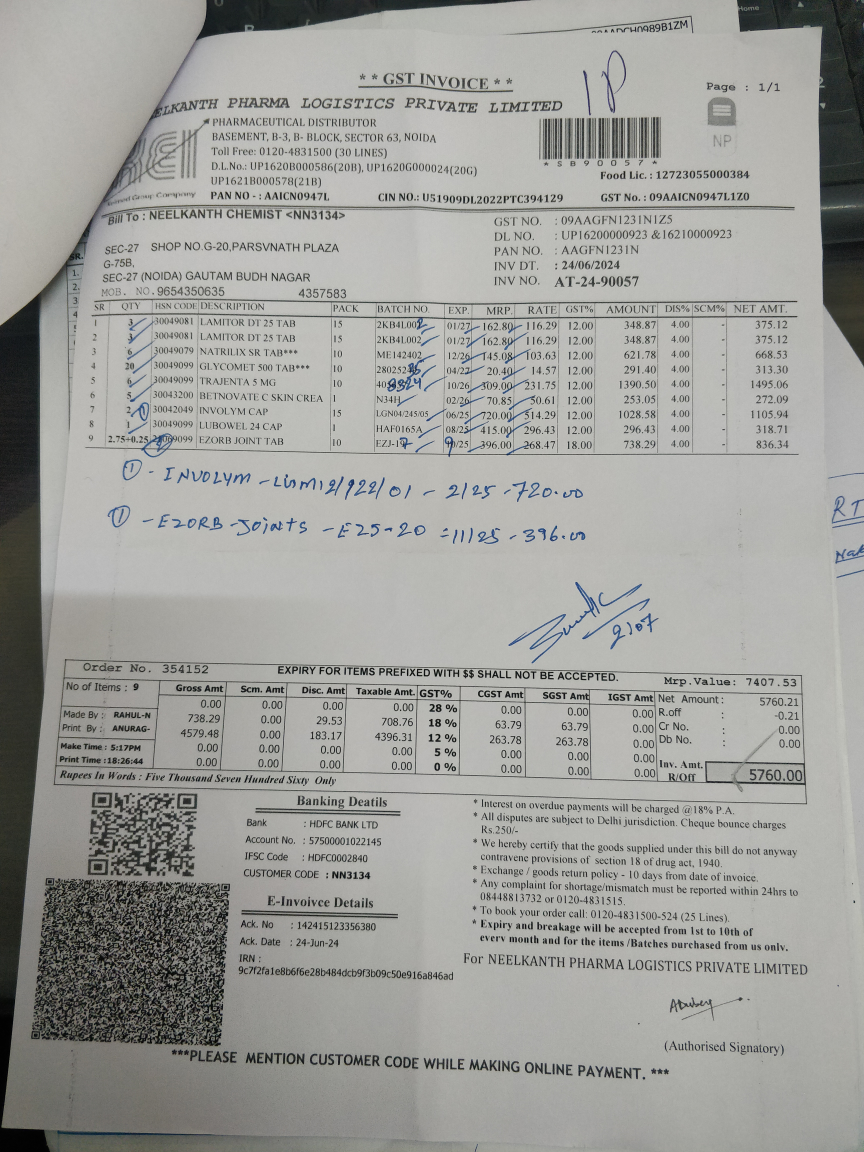 ** GST INVOICE **
1P
Page : 1/1
EELKANTH PHARMA LOGISTICS PRIVATE LIMITED
PHARMACEUTICAL DISTRIBUTOR
BASEMENT, B-3, B- BLOCK, SECTOR 63, NOIDA
Toll Free: 0120-4831500 (30 LINES)
D.L.No.: UP1620B000586(20B), UP1620G000024(20G)
UP1621B000578(21B)
NP
*SB90057*
Food Lic. : 12723055000384
Group Company
PAN NO - : AAICN0947L CIN NO.: U51909DL2022PTC394129 GST No. : 09AAICN0947L1Z0
Bill To : NEELKANTH CHEMIST <NN3134>
SEC-27 SHOP NO.G-20,PARSVNATH PLAZA
G-75B,
SEC-27 (NOIDA) GAUTAM BUDH NAGAR
MOB. NO.9654350635 4357583
GST NO. : 09AAGFN1231N1Z5
DL NO. : UP16200000923 &16210000923
PAN NO. : AAGFN1231N
INV DT. : 24/06/2024
INV NO. AT-24-90057
SR QTY HSN CODE DESCRIPTION PACK BATCH NO. EXP. MRP. RATE GST% AMOUNT DIS% SCM% NET AMT.
1 3 30049081 LAMITOR DT 25 TAB 15 2KB4L002 01/27 162.80 116.29 12.00 348.87 4.00 - 375.12
2 3 30049081 LAMITOR DT 25 TAB 15 2KB4L002 01/27 162.80 116.29 12.00 348.87 4.00 - 375.12
3 6 30049079 NATRILIX SR TAB*** 10 ME142402 12/26 145.08 103.63 12.00 621.78 4.00 - 668.53
4 20 30049099 GLYCOMET 500 TAB*** 10 04/27 20.40 14.57 12.00 291.40 4.00 - 313.30
5 6 30049099 TRAJENTA 5 MG 10 8324 10/26 309.00 231.75 12.00 1390.50 4.00 - 1495.06
6 5 30043200 BETNOVATE C SKIN CREA 1 N34H 02/26 70.85 50.61 12.00 253.05 4.00 - 272.09
7 2 1 30042049 INVOLYM CAP 15 LGN04/245/05 06/25 720.00 514.29 12.00 1028.58 4.00 - 1105.94
8 1 30049099 LUBOWEL 24 CAP 1 HAF0165A 08/25 415.00 296.43 12.00 296.43 4.00 - 318.71
9 2.75+0.25 EZORB JOINT TAB 10 396.00 268.47 18.00 738.29 4.00 - 836.34
1 - INVOLYM - - 2/25 - 720.00
1 - EZORB - Joints - E25-20 = 11/25 - 396.00
2/07
Order No. 354152 EXPIRY FOR ITEMS PREFIXED WITH $$ SHALL NOT BE ACCEPTED. Mrp.Value: 7407.53
No of Items : 9
Made By : RAHUL-N
Print By : ANURAG-
Make Time : 5:17PM
Print Time :18:26:44
Gross Amt Scm. Amt Disc. Amt Taxable Amt. GST% CGST Amt SGST Amt IGST Amt
0.00 0.00 0.00 0.00 28 % 0.00 0.00 0.00
738.29 0.00 29.53 708.76 18 % 63.79 63.79 0.00
4579.48 0.00 183.17 4396.31 12 % 263.78 263.78 0.00
0.00 0.00 0.00 0.00 5 % 0.00 0.00 0.00
0.00 0.00 0.00 0.00 0 % 0.00 0.00 0.00
Net Amount : 5760.21
R.off : -0.21
Cr No. : 0.00
Db No. : 0.00
Inv. Amt. R/Off 5760.00
Rupees In Words : Five Thousand Seven Hundred Sixty Only
Banking Deatils
Bank : HDFC BANK LTD
Account No. : 57500001022145
IFSC Code : HDFC0002840
CUSTOMER CODE : NN3134
E-Invoivce Details
Ack. No : 142415123356380
Ack. Date : 24-Jun-24
IRN :
9c7f2fa1e8b6f6e28b484dcb9f3b09c50e916a846ad
* Interest on overdue payments will be charged @18% P.A.
* All disputes are subject to Delhi jurisdiction. Cheque bounce charges
Rs.250/-
* We hereby certify that the goods supplied under this bill do not anyway
contravene provisions of section 18 of drug act, 1940.
* Exchange / goods return policy - 10 days from date of invoice.
* Any complaint for shortage/mismatch must be reported within 24hrs to
08448813732 or 0120-4831515.
* To book your order call: 0120-4831500-524 (25 Lines).
* Expiry and breakage will be accepted from 1st to 10th of
every month and for the items /Batches purchased from us only.
For NEELKANTH PHARMA LOGISTICS PRIVATE LIMITED
(Authorised Signatory)
***PLEASE MENTION CUSTOMER CODE WHILE MAKING ONLINE PAYMENT. ***